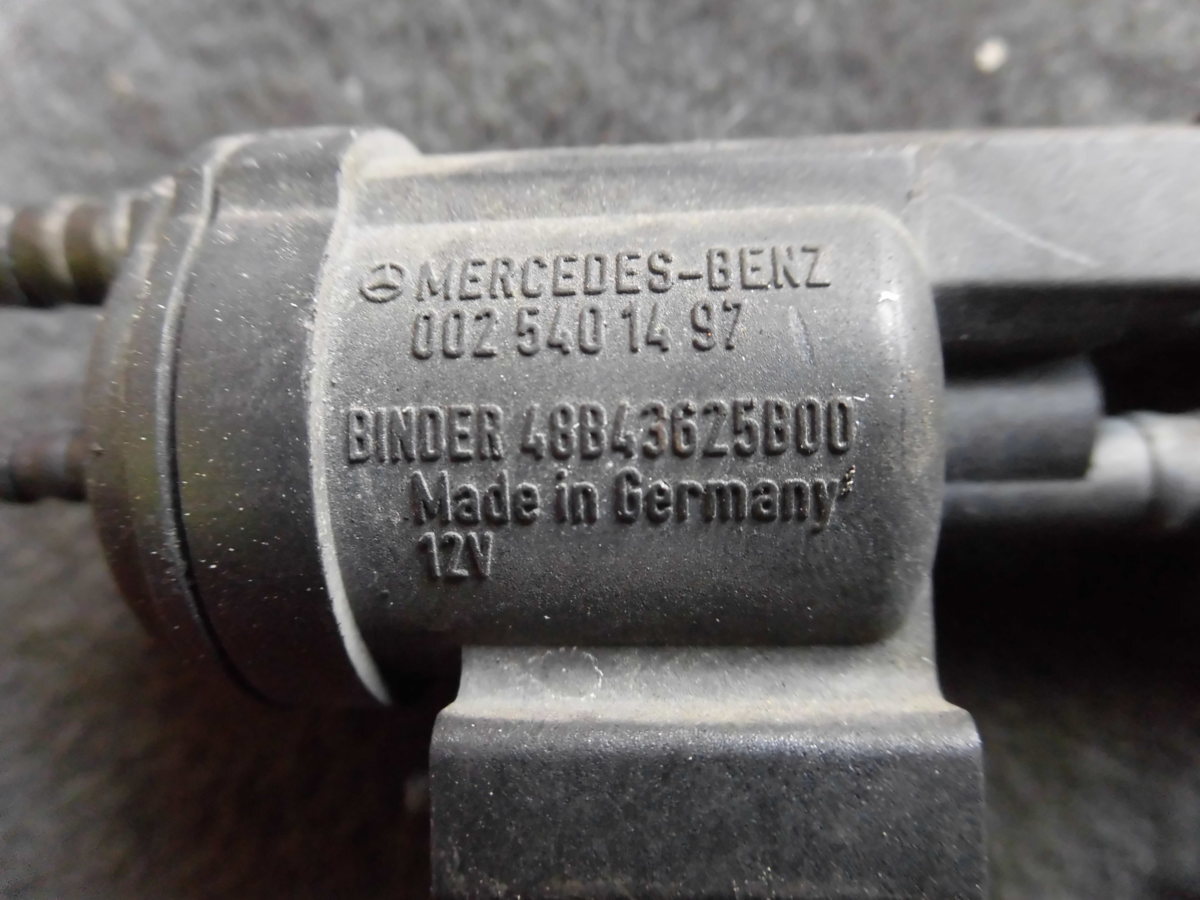 MERCEDES-BENZ
002 540 14 97
BINDER 48B43625B00
Made in Germany
12V